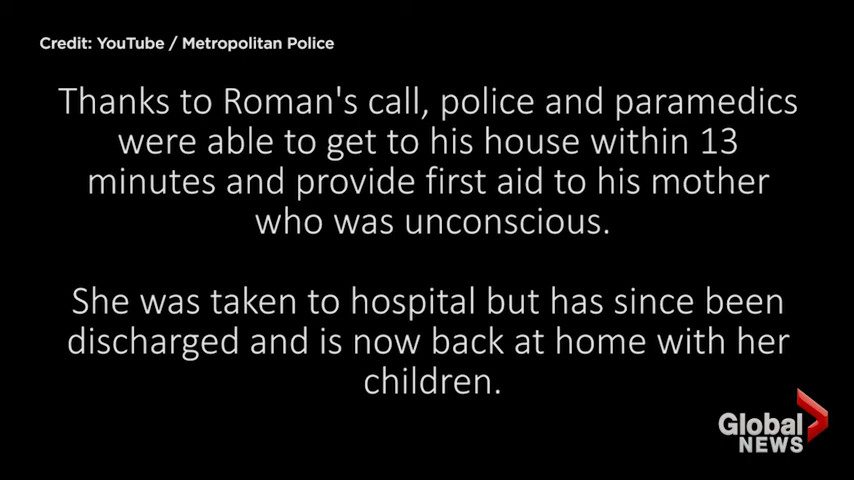 Credit: YouTube / Metropolitan Police
Thanks to Roman's call, police and paramedics
were able to get to his house within 13
minutes and provide first aid to his mother
who was unconscious.
She was taken to hospital but has since been
discharged and is now back at home with her
children.
Global
NEWS